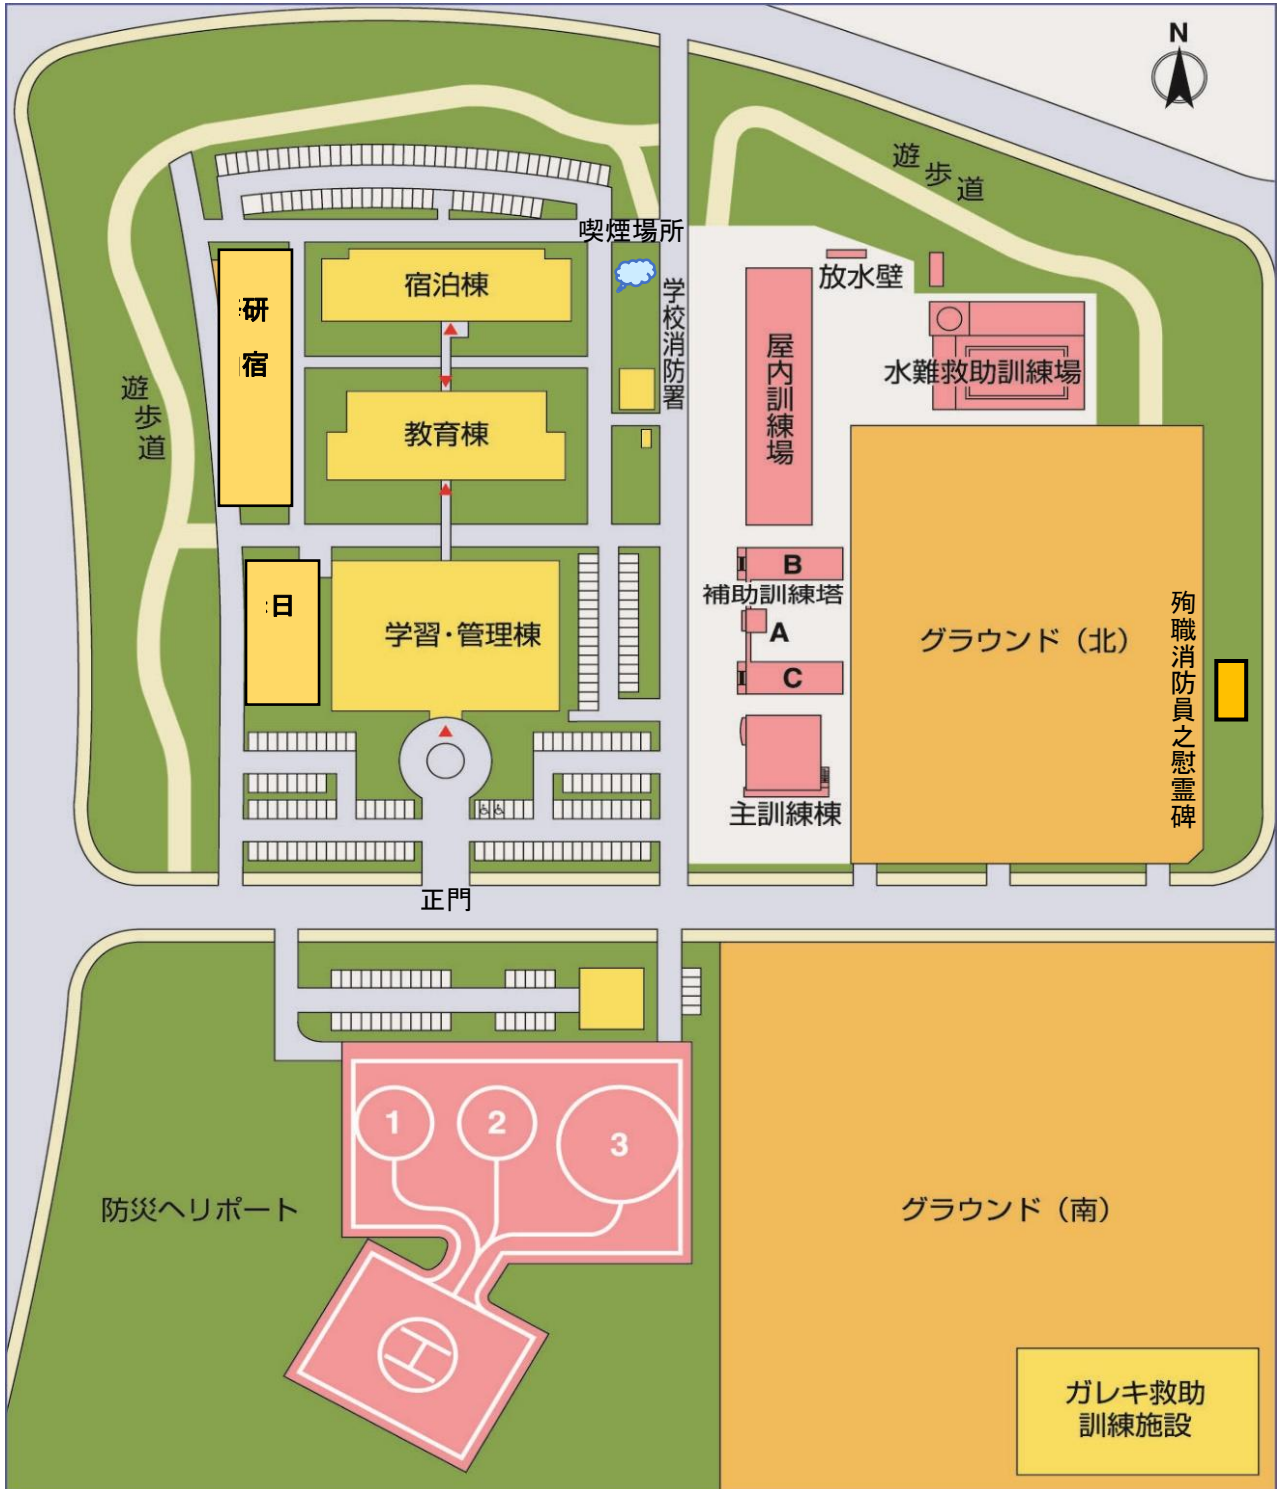 N
遊歩道
喫煙場所
宿泊棟
学校消防署
放水壁
研
宿
屋内訓練場
水難救助訓練場
遊歩道
教育棟
B
補助訓練塔
A
日
学習・管理棟
グラウンド（北）
殉職消防員之慰霊碑
C
主訓練棟
正門
1
2
3
防災ヘリポート
グラウンド（南）
H
ガレキ救助
訓練施設